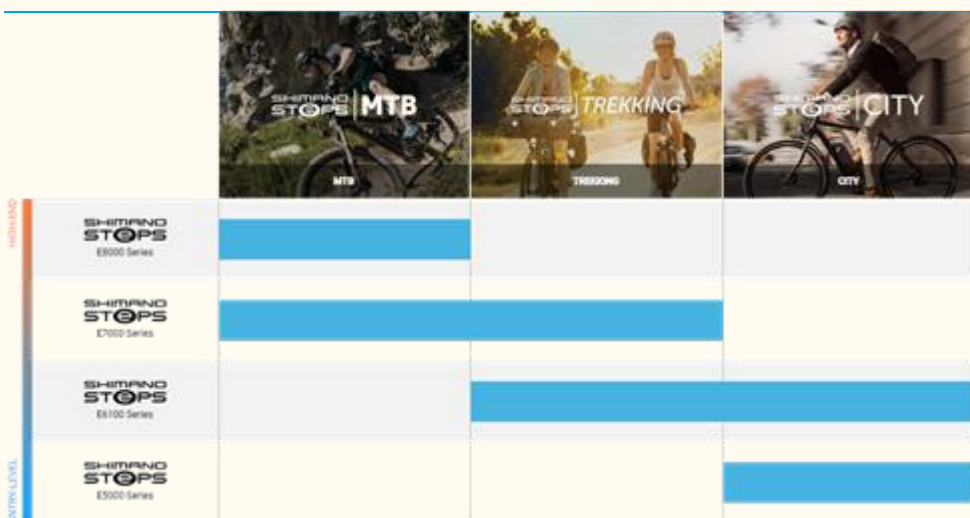 SHIMANO
STEPS | MTB
SHIMANO
STEPS | TREKKING
SHIMANO
STEPS | CITY
MTB
TREKKING
CITY
HIGH-END
SHIMANO
STEPS
E8000 Series
SHIMANO
STEPS
E7000 Series
SHIMANO
STEPS
E6100 Series
SHIMANO
STEPS
E5000 Series
ENTRY-LEVEL